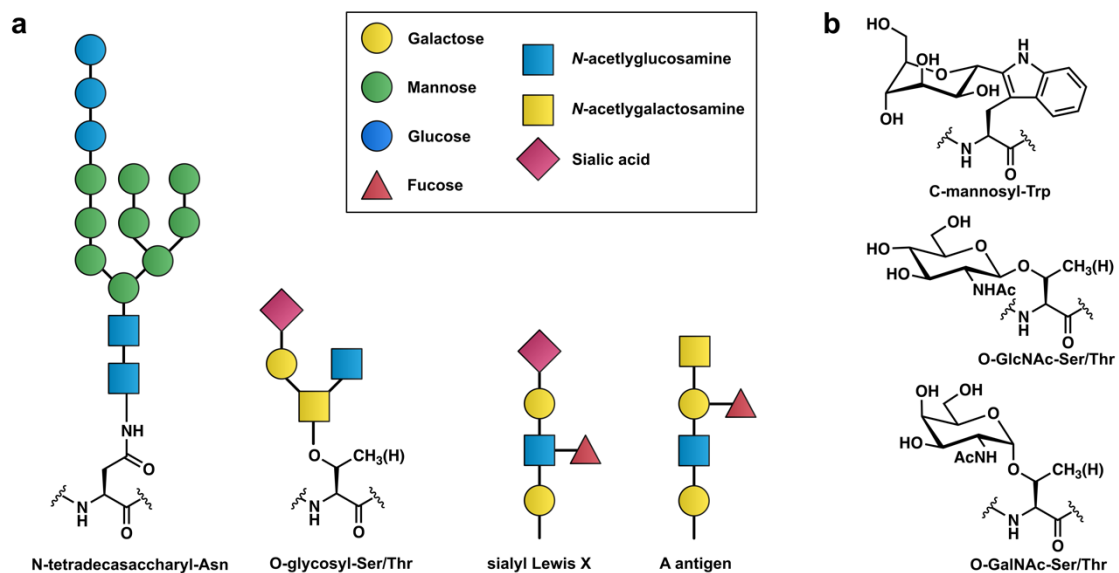 a
Galactose
Mannose
Glucose
Fucose
N-acetlyglucosamine
N-acetlygalactosamine
Sialic acid
NH
O
N
H
O
N-tetradecasaccharyl-Asn
O
CH3(H)
N
H
O
O-glycosyl-Ser/Thr
sialyl Lewis X
A antigen
b
HO
OH
O
OH
OH
H
N
N
H
O
C-mannosyl-Trp
OH
HO
O
HO
NHAc
O
CH3(H)
N
H
O
O-GlcNAc-Ser/Thr
OH
OH
O
HO
AcNH
O
CH3(H)
N
H
O
O-GalNAc-Ser/Thr